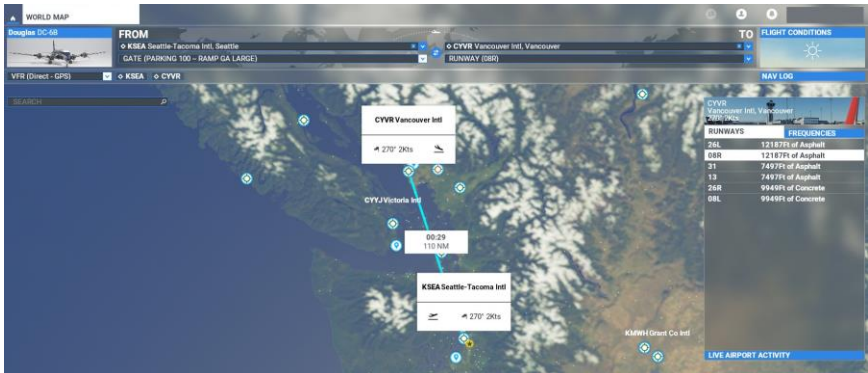 WORLD MAP
Douglas DC-6B
FROM
TO
FLIGHT CONDITIONS
KSEA Seattle-Tacoma Intl, Seattle
CYVR Vancouver Intl, Vancouver
GATE (PARKING 100 – RAMP GA LARGE)
RUNWAY (08R)
VFR (Direct - GPS)
KSEA
CYVR
NAV LOG
SEARCH
CYVR Vancouver Intl
270° 2Kts
CYYJ Victoria Intl
00:29
110 NM
KSEA Seattle-Tacoma Intl
270° 2Kts
KMWH Grant Co Intl
CYVR
Vancouver Intl, Vancouver
270° 2Kts
RUNWAYS
FREQUENCIES
26L 12187Ft of Asphalt
08R 12187Ft of Asphalt
31 7497Ft of Asphalt
13 7497Ft of Asphalt
26R 9949Ft of Concrete
08L 9949Ft of Concrete
LIVE AIRPORT ACTIVITY